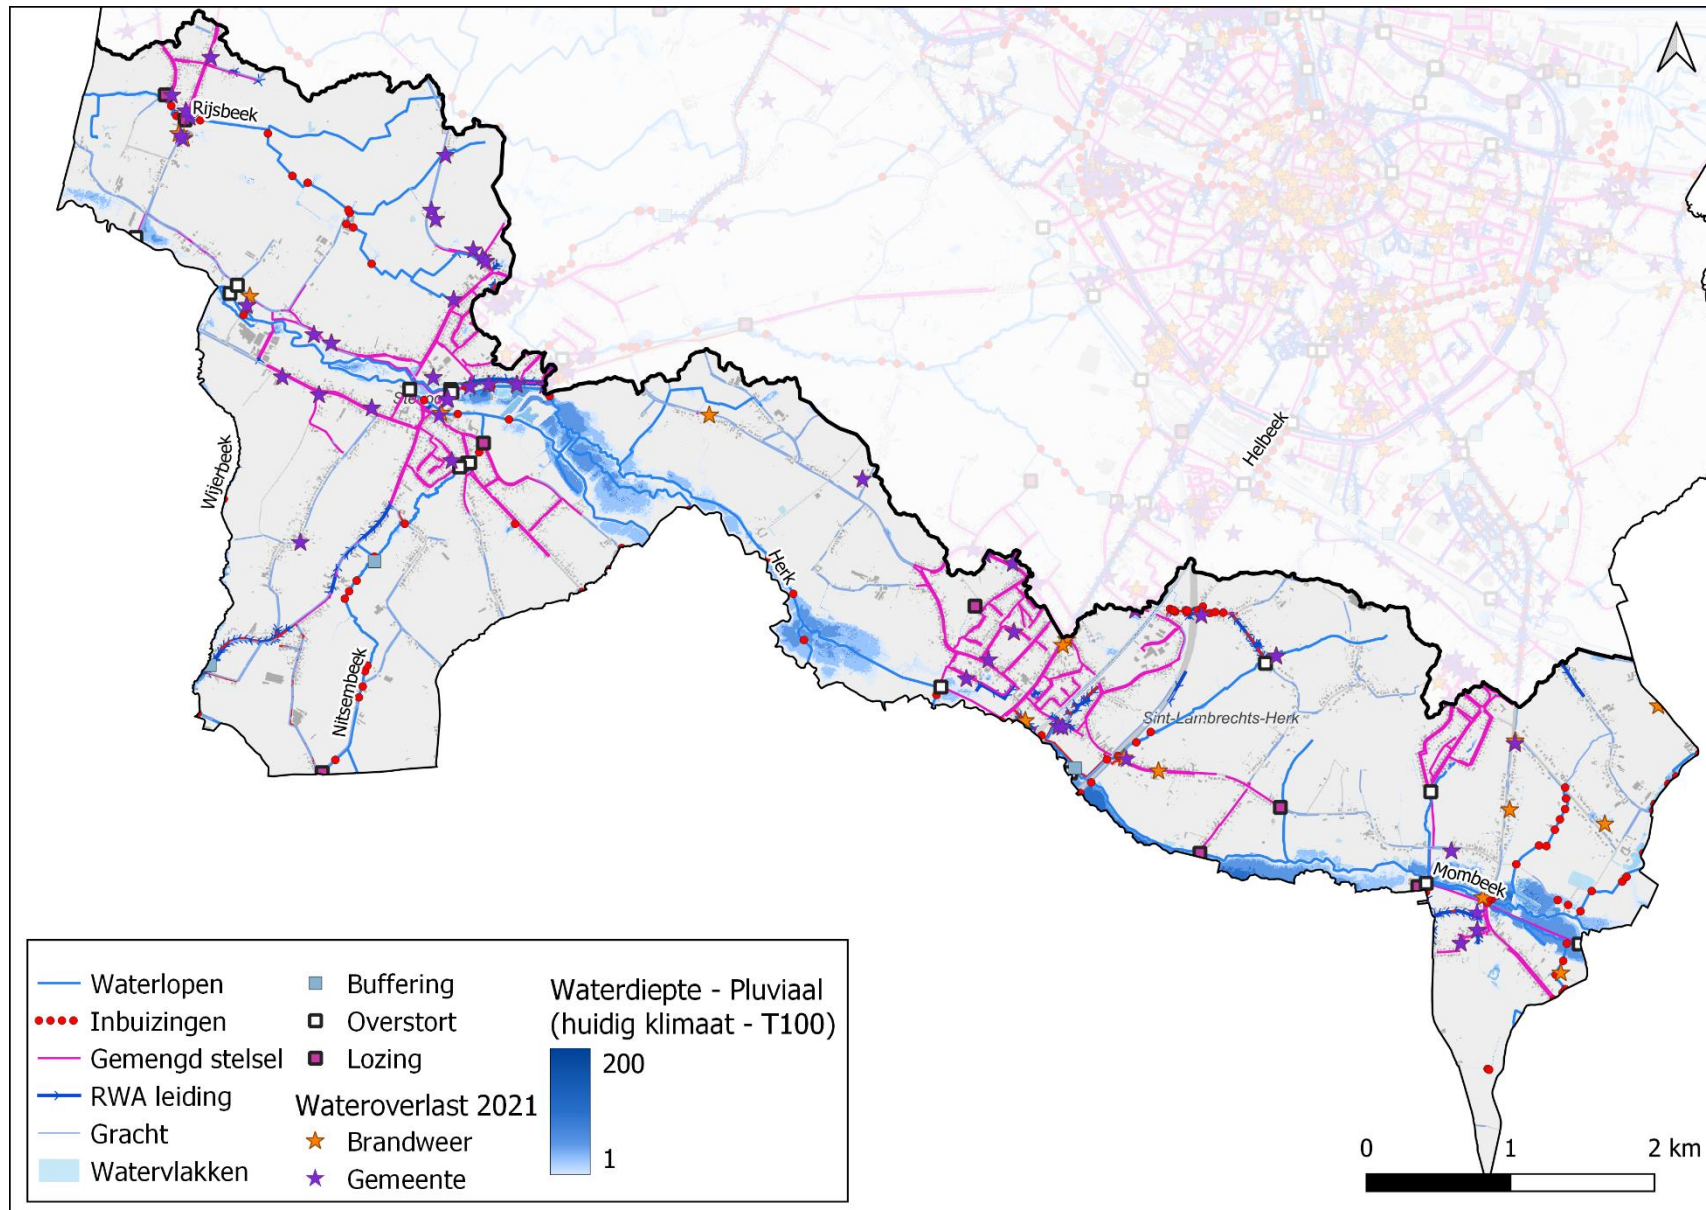 Rijsbeek
Helbeek
Wijerbeek
Herk
Nitsembeek
Sint-Lambrechts-Herk
Mombeek
Waterlopen
Inbuizingen
Gemengd stelsel
RWA leiding
Gracht
Watervlakken
Buffering
Overstort
Lozing
Wateroverlast 2021
Brandweer
Gemeente
Waterdiepte - Pluviaal
(huidig klimaat - T100)
200
1
0 1 2 km